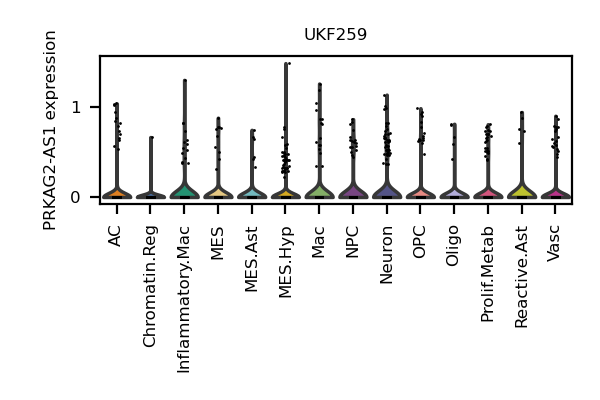 UKF259
PRKAG2-AS1 expression
1
0
AC
Chromatin.Reg
Inflammatory.Mac
MES
MES.Ast
MES.Hyp
Mac
NPC
Neuron
OPC
Oligo
Prolif.Metab
Reactive.Ast
Vasc